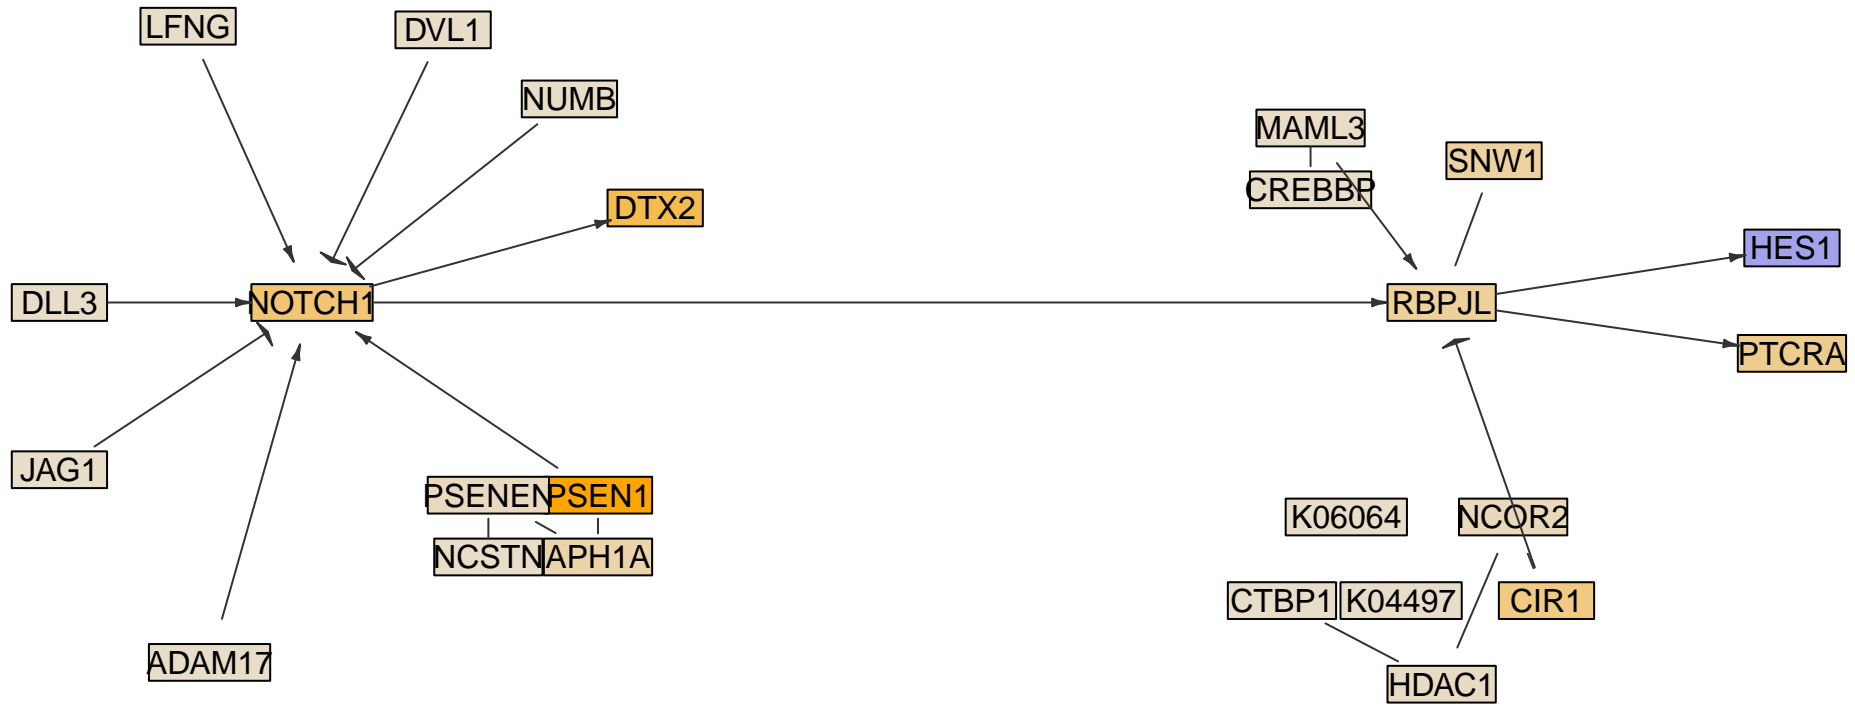 LFNG
DVL1
NUMB
MAML3
SNW1
CREBBP
DTX2
HES1
DLL3
NOTCH1
RBPJL
PTCRA
JAG1
PSENEN
PSEN1
K06064
NCOR2
NCSTN
APH1A
CTBP1
K04497
CIR1
ADAM17
HDAC1